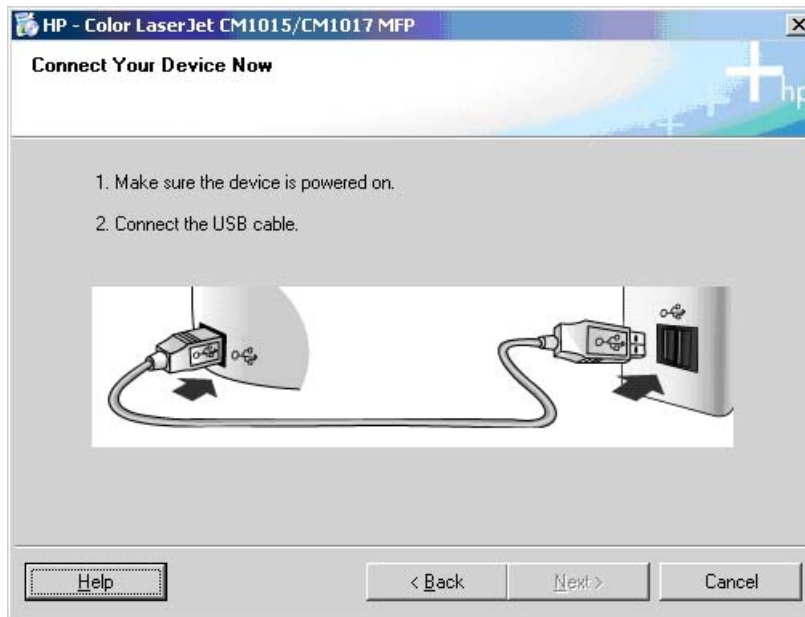 HP - Color LaserJet CM1015/CM1017 MFP
Connect Your Device Now
hp
1. Make sure the device is powered on.
2. Connect the USB cable.
Help
< Back
Next >
Cancel